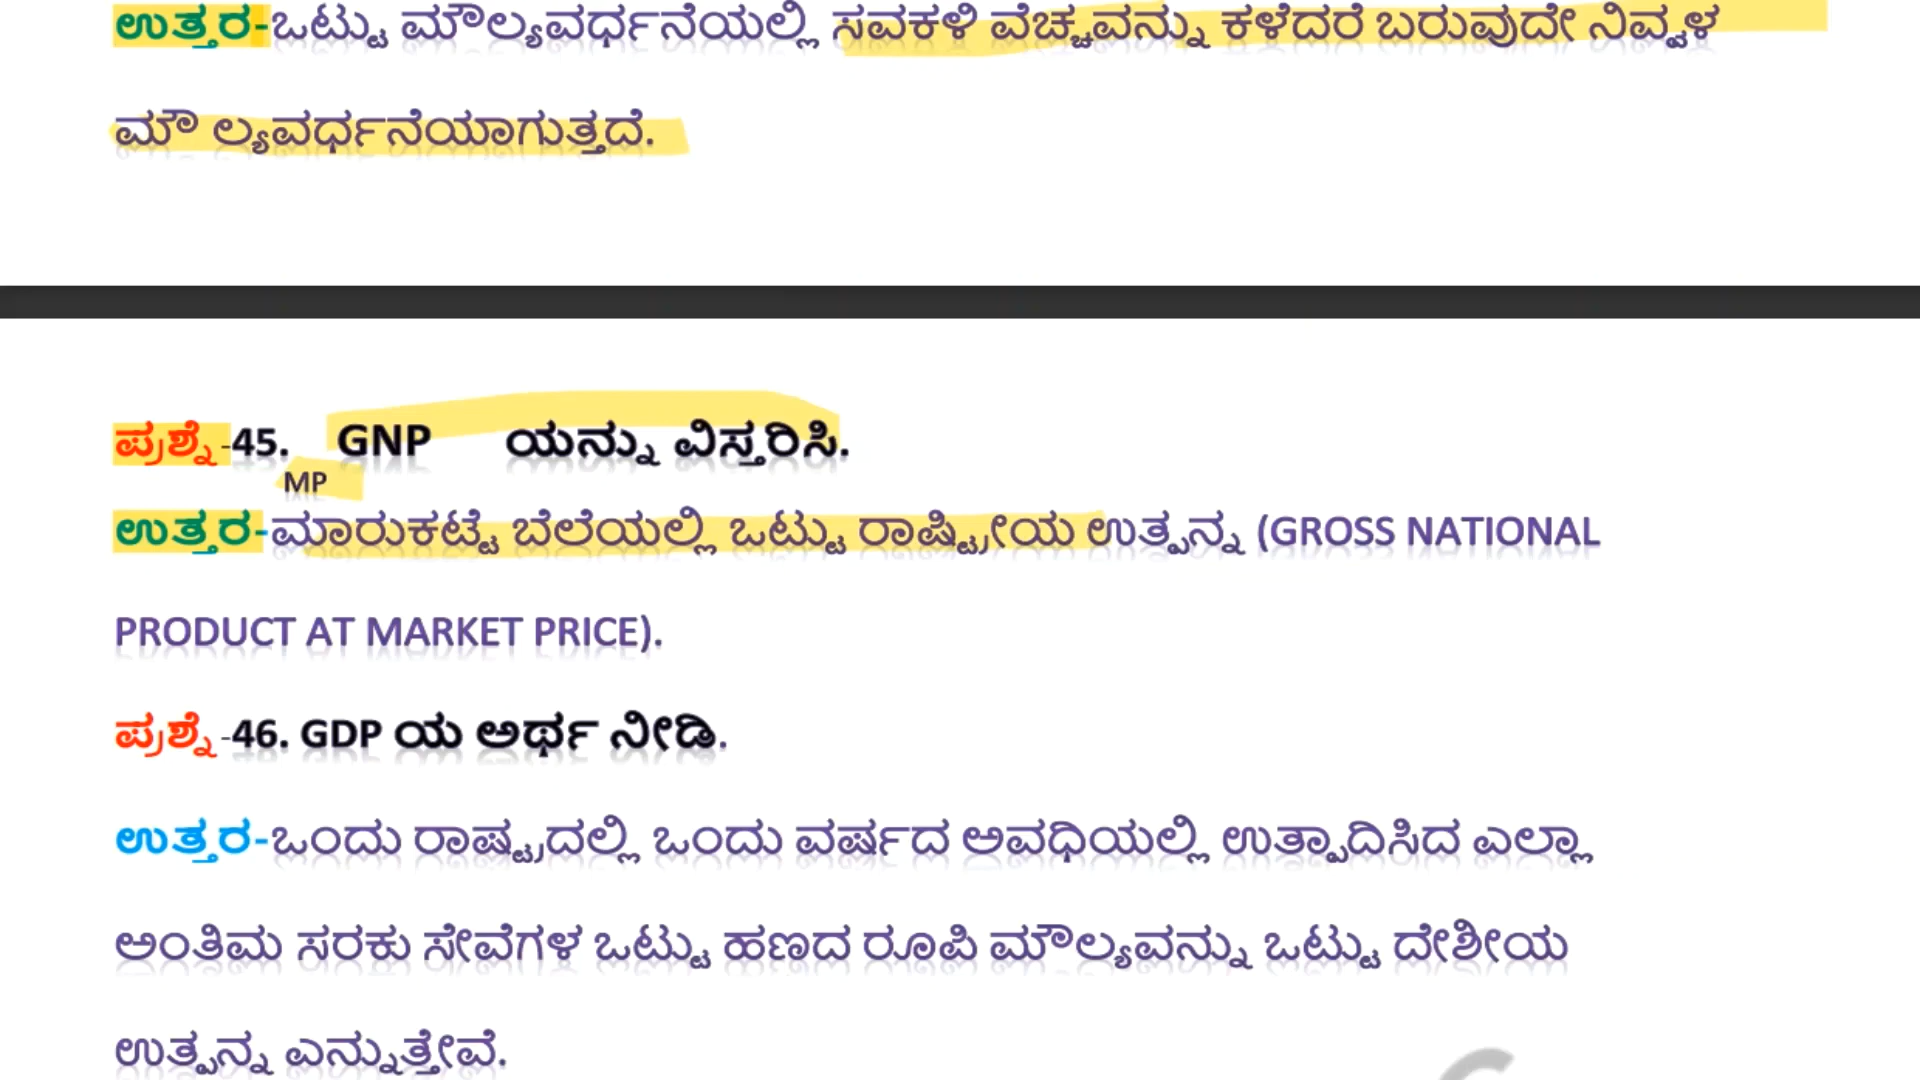 ಉತ್ತರ-ಒಟ್ಟು ಮೌಲ್ಯವರ್ಧನೆಯಲ್ಲಿ ಸವಕಳಿ ವೆಚ್ಚವನ್ನು ಕಳೆದರೆ ಬರುವುದೇ ನಿವ್ವಳ
ಮೌ ಲ್ಯವರ್ಧನೆಯಾಗುತ್ತದೆ.
ಪ್ರಶ್ನೆ-45. GNP ಯನ್ನು ವಿಸ್ತರಿಸಿ.
MP
ಉತ್ತರ-ಮಾರುಕಟ್ಟೆ ಬೆಲೆಯಲ್ಲಿ ಒಟ್ಟು ರಾಷ್ಟ್ರೀಯ ಉತ್ಪನ್ನ (GROSS NATIONAL
PRODUCT AT MARKET PRICE).
ಪ್ರಶ್ನೆ-46. GDP ಯ ಅರ್ಥ ನೀಡಿ.
ಉತ್ತರ-ಒಂದು ರಾಷ್ಟ್ರದಲ್ಲಿ ಒಂದು ವರ್ಷದ ಅವಧಿಯಲ್ಲಿ ಉತ್ಪಾದಿಸಿದ ಎಲ್ಲಾ
ಅಂತಿಮ ಸರಕು ಸೇವೆಗಳ ಒಟ್ಟು ಹಣದ ರೂಪಿ ಮೌಲ್ಯವನ್ನು ಒಟ್ಟು ದೇಶೀಯ
ಉತ್ಪನ್ನ ಎನ್ನುತ್ತೇವೆ.